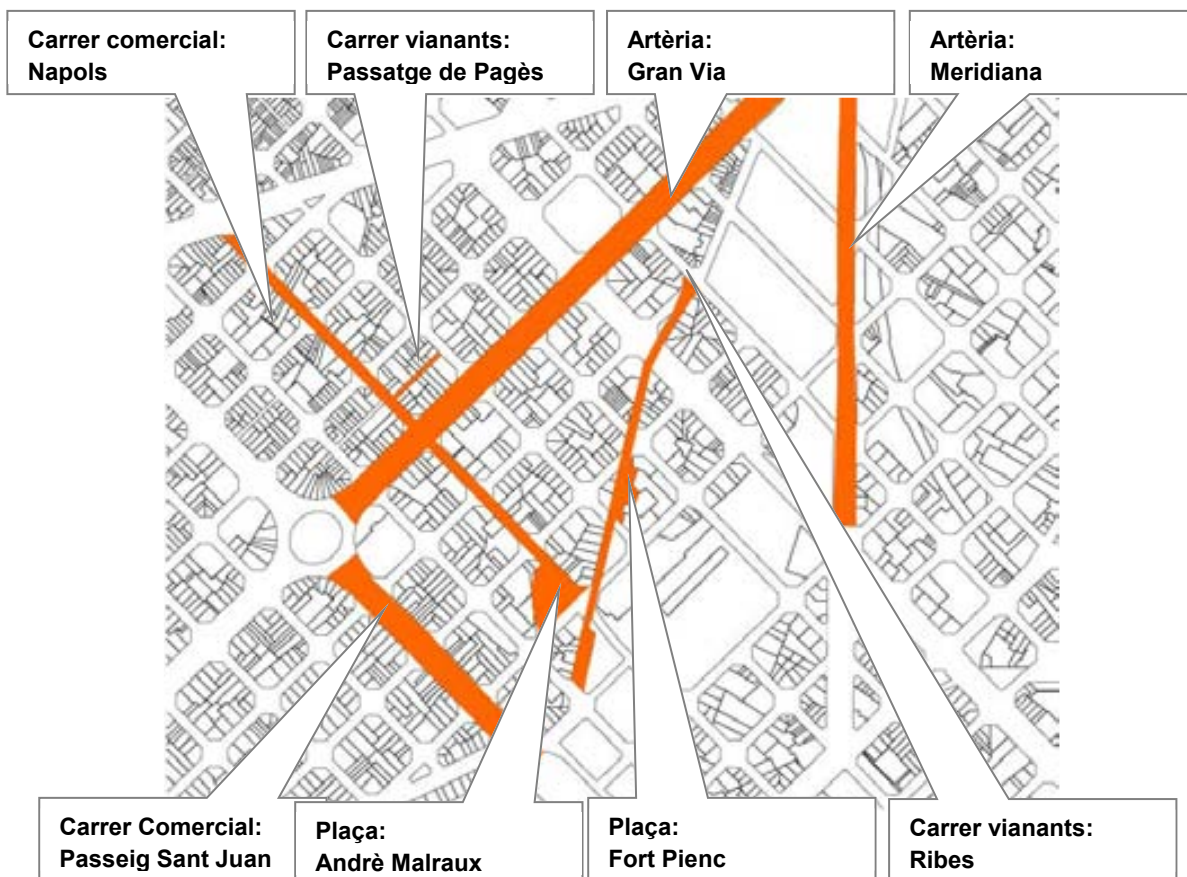 Carrer comercial:
Napols
Carrer vianants:
Passatge de Pagès
Artèria:
Gran Via
Artèria:
Meridiana
Carrer Comercial:
Passeig Sant Juan
Plaça:
Andrè Malraux
Plaça:
Fort Pienc
Carrer vianants:
Ribes